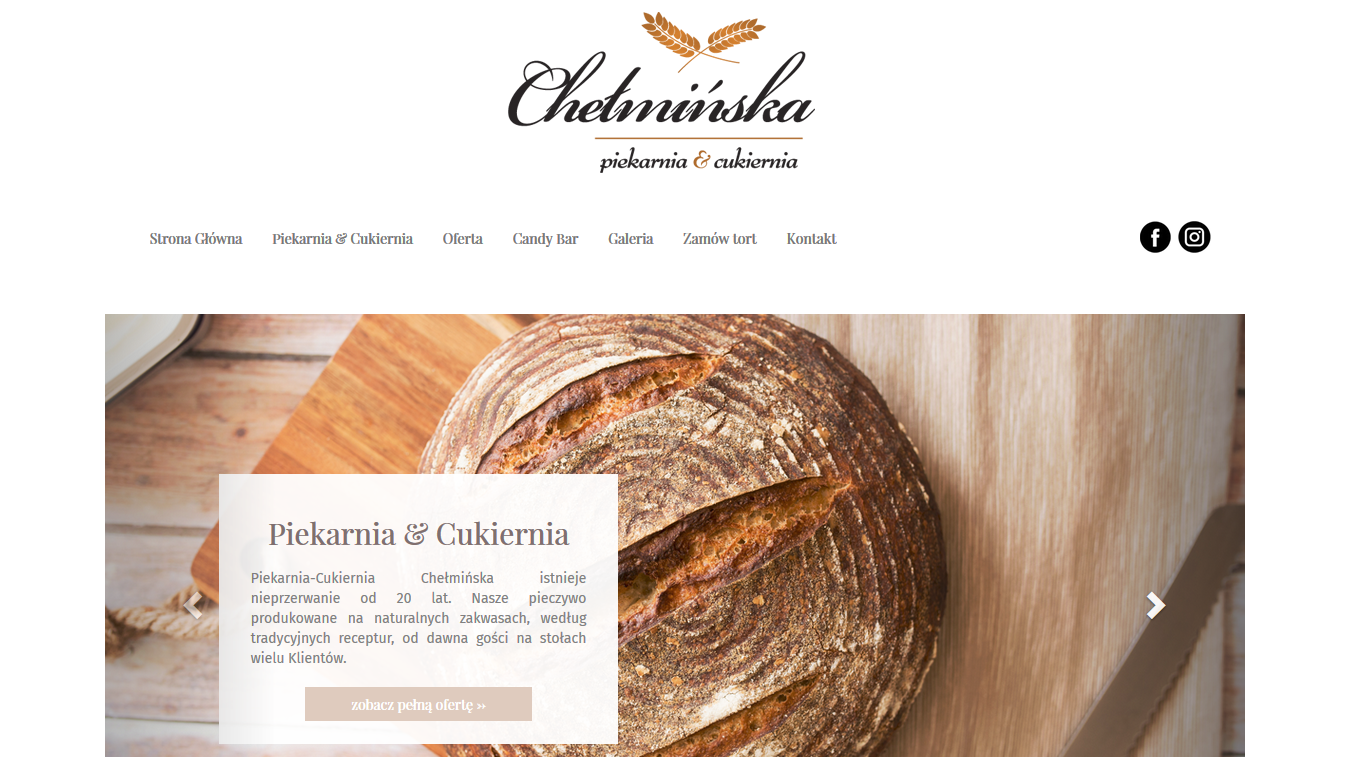 Chełmińska
piekarnia & cukiernia
Strona Główna Piekarnia & Cukiernia Oferta Candy Bar Galeria Zamów tort Kontakt
Piekarnia & Cukiernia
Piekarnia-Cukiernia Chełmińska istnieje
nieprzerwanie od 20 lat. Nasze pieczywo
produkowane na naturalnych zakwasach, według
tradycyjnych receptur, od dawna gości na stołach
wielu Klientów.
zobacz pełną ofertę »